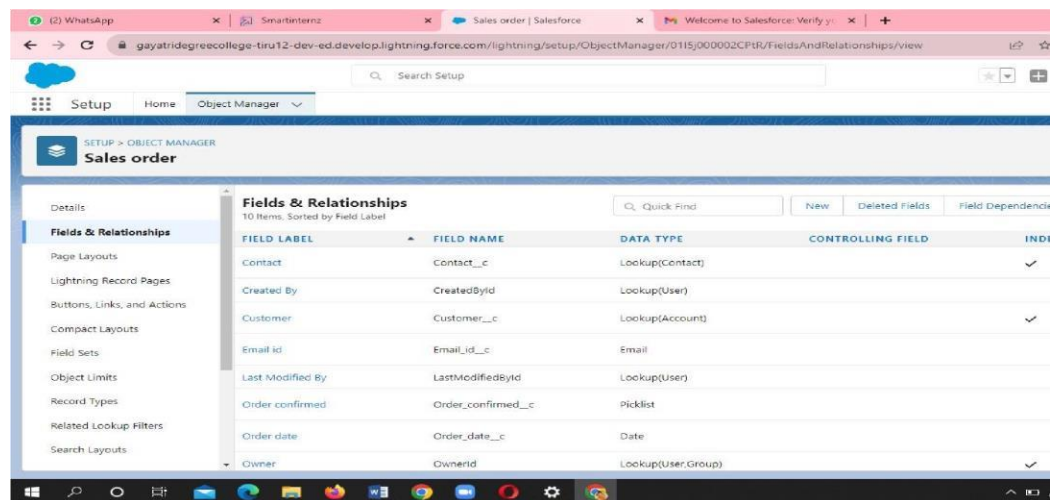 (2) WhatsApp
Smartinternz
Sales order | Salesforce
Welcome to Salesforce: Verify yo
gayatridegreecollege-tiru12-dev-ed.develop.lightning.force.com/lightning/setup/ObjectManager/01I5j000002CPtR/FieldsAndRelationships/view
Search Setup
Setup Home Object Manager
SETUP > OBJECT MANAGER
Sales order
Details
Fields & Relationships
Page Layouts
Lightning Record Pages
Buttons, Links, and Actions
Compact Layouts
Field Sets
Object Limits
Record Types
Related Lookup Filters
Search Layouts
Fields & Relationships
10 Items, Sorted by Field Label
Quick Find
New
Deleted Fields
Field Dependencie
FIELD LABEL FIELD NAME DATA TYPE CONTROLLING FIELD INDE
Contact Contact__c Lookup(Contact)
Created By CreatedById Lookup(User)
Customer Customer__c Lookup(Account)
Email id Email_id__c Email
Last Modified By LastModifiedById Lookup(User)
Order confirmed Order_confirmed__c Picklist
Order date Order_date__c Date
Owner OwnerId Lookup(User,Group)